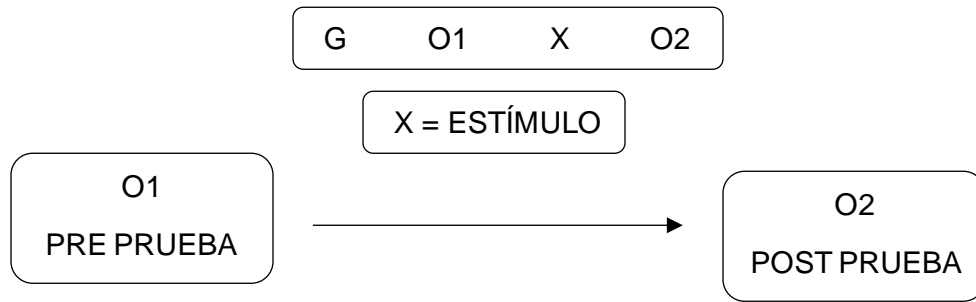 G O1 X O2
X = ESTÍMULO
O1
PRE PRUEBA
O2
POST PRUEBA